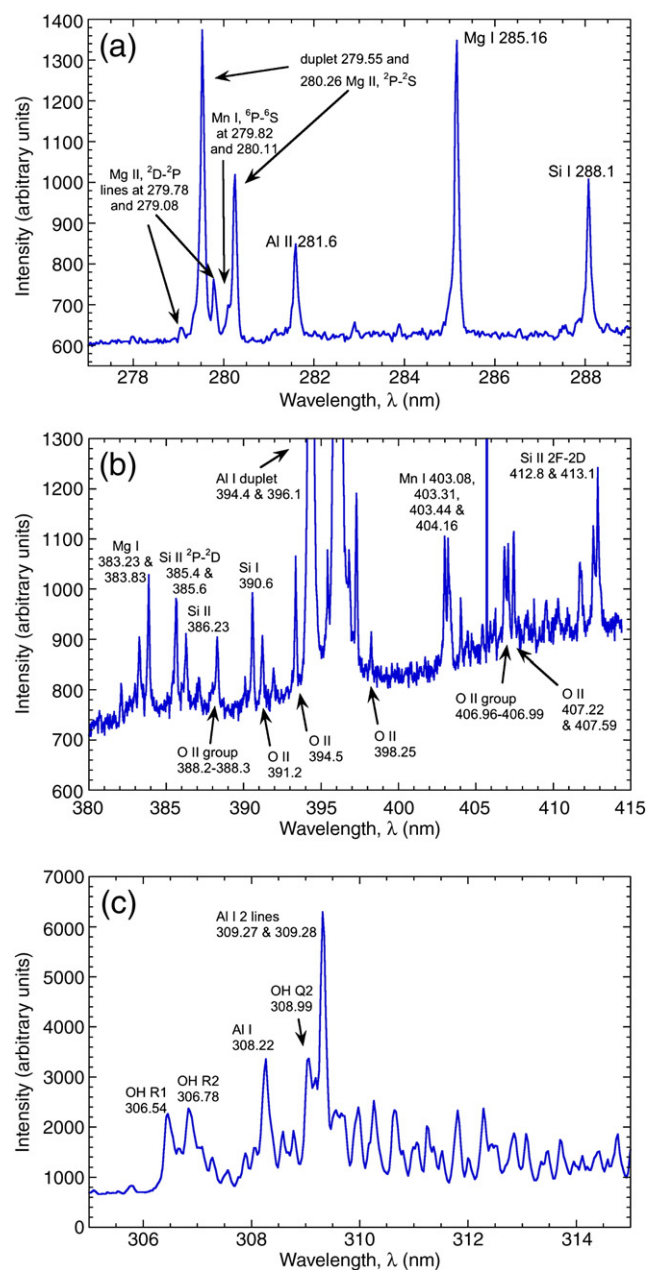 (a)
1400
1300
1200
1100
1000
900
800
700
600
Intensity (arbitrary units)
duplet 279.55 and
280.26 Mg II, ²P-²S
Mg I 285.16
Mn I, ⁶P-⁶S
at 279.82
and 280.11
Mg II, ²D-²P
lines at 279.78
and 279.08
Al II 281.6
Si I 288.1
278 280 282 284 286 288
Wavelength, λ (nm)
(b)
1300
1200
1100
1000
900
800
700
600
Intensity (arbitrary units)
Al I duplet
394.4 & 396.1
Si II 2F-2D
412.8 & 413.1
Mn I 403.08,
403.31,
403.44 &
404.16
Mg I
383.23 &
383.83
Si II ²P-²D
385.4 &
385.6
Si II
386.23
Si I
390.6
O II group
388.2-388.3
O II
391.2
O II
394.5
O II
398.25
O II group
406.96-406.99
O II
407.22
& 407.59
380 385 390 395 400 405 410 415
Wavelength, λ (nm)
(c)
7000
6000
5000
4000
3000
2000
1000
0
Intensity (arbitrary units)
Al I 2 lines
309.27 & 309.28
OH Q2
308.99
Al I
308.22
OH R1
306.54
OH R2
306.78
306 308 310 312 314
Wavelength, λ (nm)